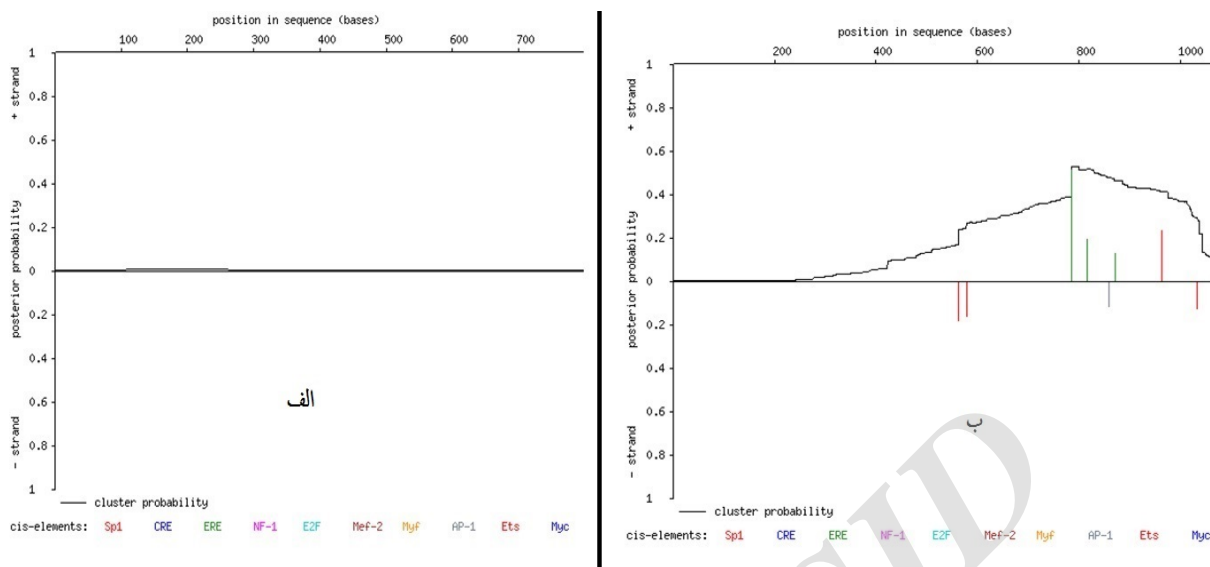 position in sequence (bases)
100 200 300 400 500 600 700
1
0.8
0.6
0.4
0.2
0
0.2
0.4
0.6
0.8
1
+ strand
posterior probability
- strand
الف
cluster probability
cis-elements: Sp1 CRE ERE NF-1 E2F Mef-2 Myf AP-1 Ets Myc
position in sequence (bases)
200 400 600 800 1000
1
0.8
0.6
0.4
0.2
0
0.2
0.4
0.6
0.8
1
+ strand
posterior probability
- strand
ب
cluster probability
cis-elements: Sp1 CRE ERE NF-1 E2F Mef-2 Myf AP-1 Ets Myc